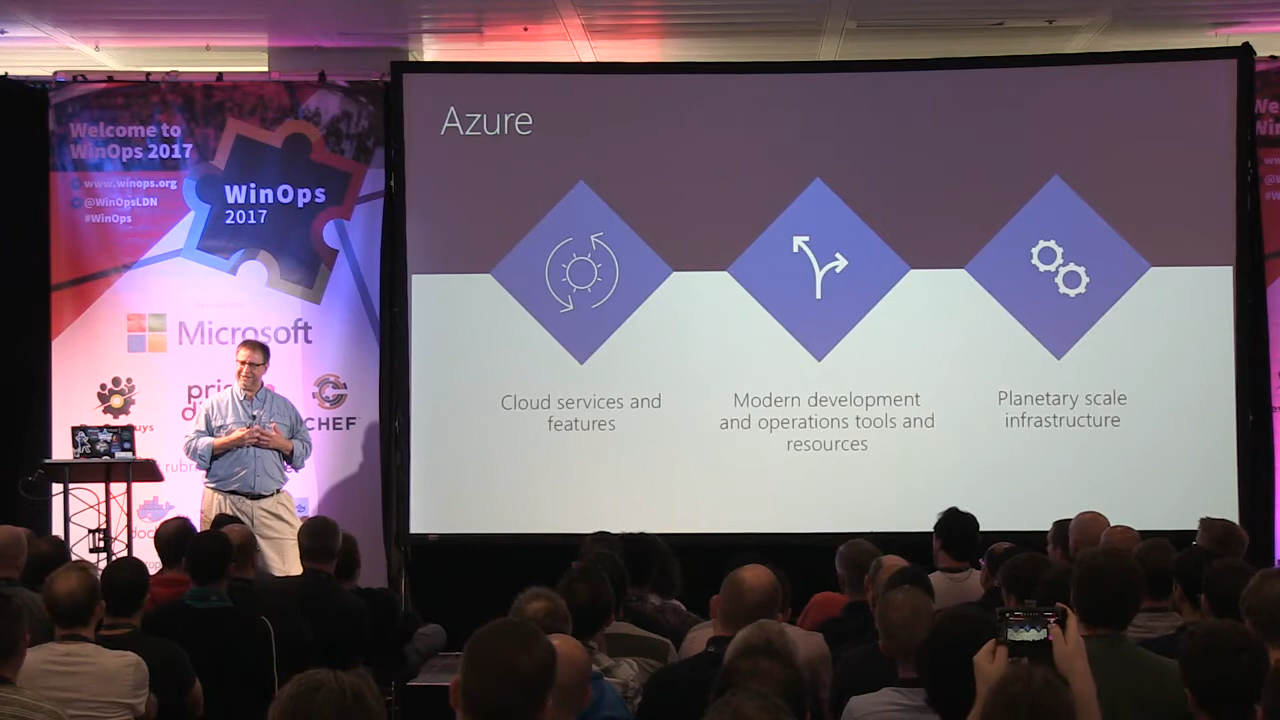 Welcome to
WinOps 2017
www.winops.org
@WinOpsLDN
#WinOps
WinOps
2017
Microsoft
CHEF
Azure
Cloud services and
features
Modern development
and operations tools and
resources
Planetary scale
infrastructure